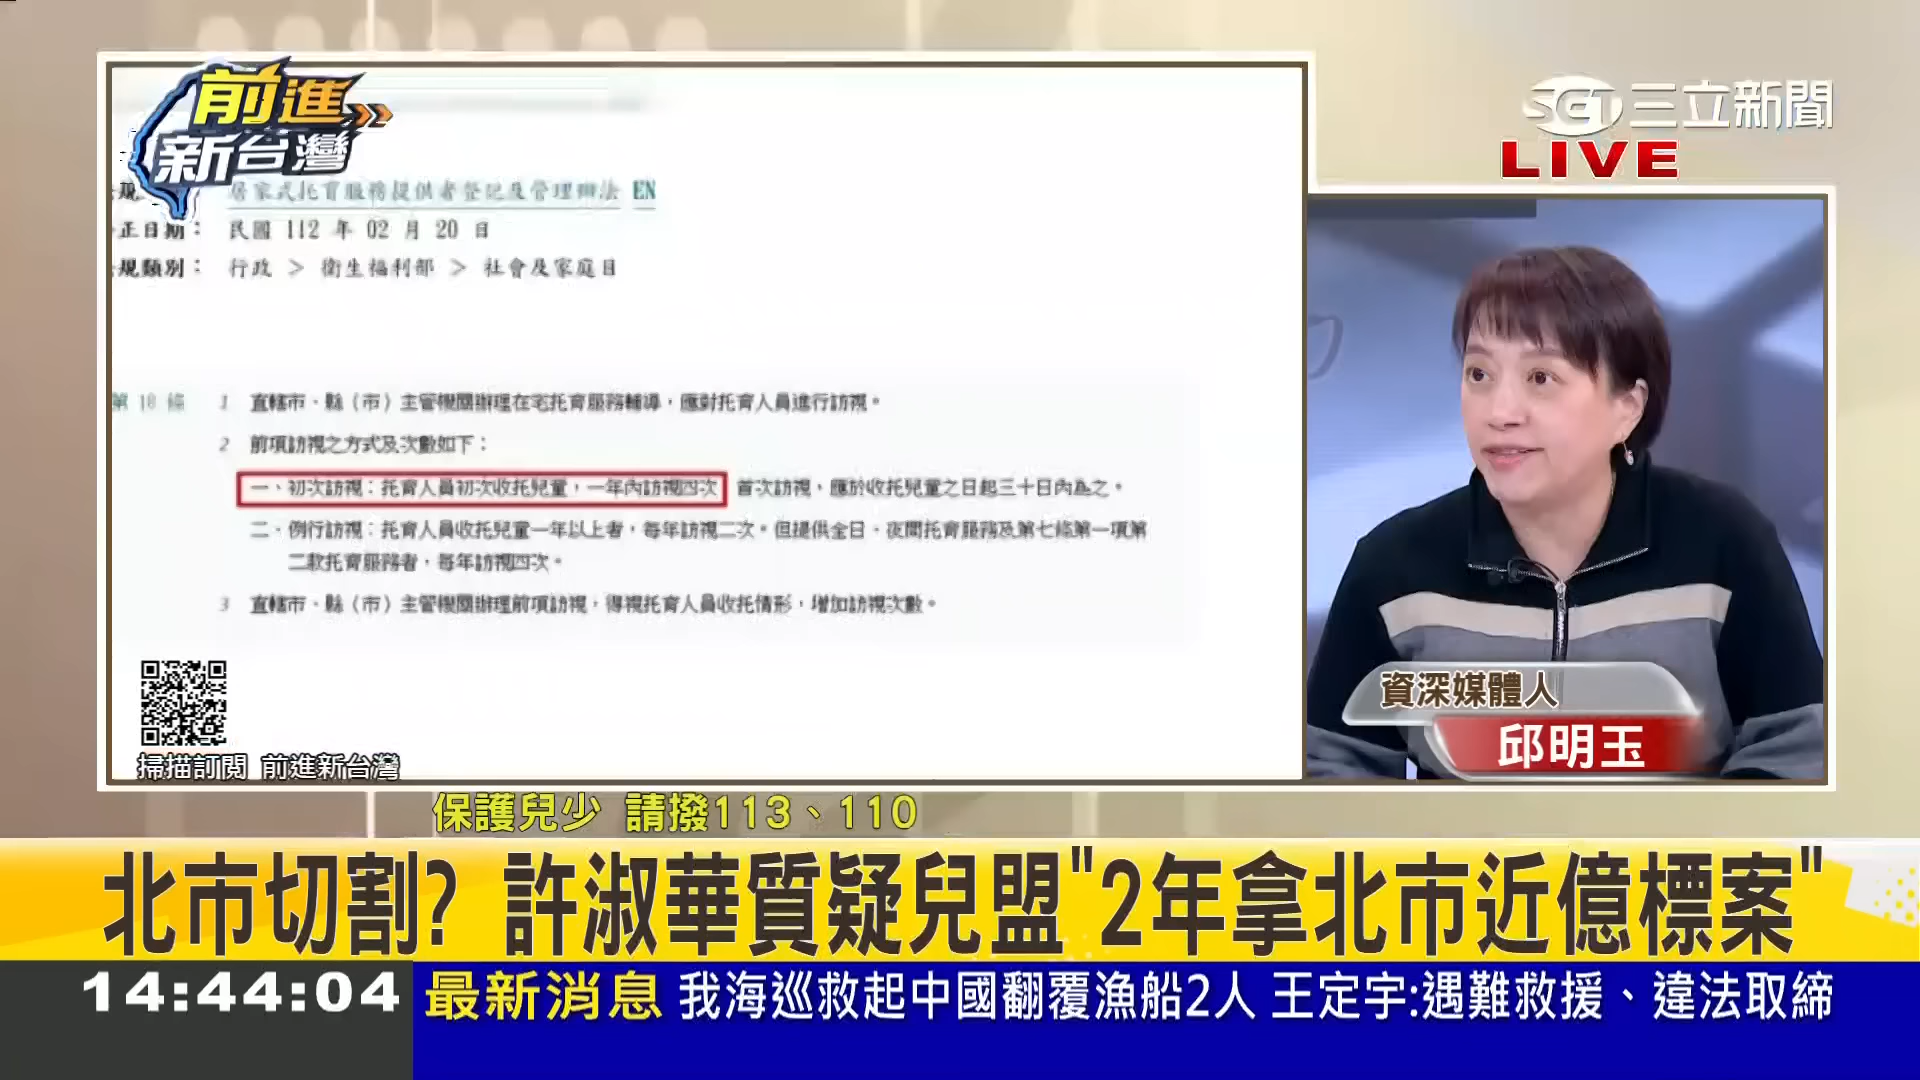 前進
新台灣
SET 三立新聞
LIVE
居家式托育服務提供者登記及管理辦法 EN
正日期： 民國 112 年 02 月 20 日
規類別： 行政 ＞ 衛生福利部 ＞ 社會及家庭目
第 18 條
1 直轄市、縣（市）主管機關辦理在宅托育服務輔導，應對托育人員進行訪視。
2 前項訪視之方式及次數如下：
一、初次訪視：托育人員初次收托兒童，一年內訪視四次 首次訪視，應於收托兒童之日起三十日內為之。
二、例行訪視：托育人員收托兒童一年以上者，每年訪視二次。但提供全日、夜間托育服務及第七條第一項第
二款托育服務者，每年訪視四次。
3 直轄市、縣（市）主管機關辦理前項訪視，得視托育人員收托情形，增加訪視次數。
掃描訂閱 前進新台灣
資深媒體人
邱明玉
保護兒少 請撥113、110
北市切割? 許淑華質疑兒盟"2年拿北市近億標案"
14:44:04 最新消息 我海巡救起中國翻覆漁船2人 王定宇:遇難救援、違法取締